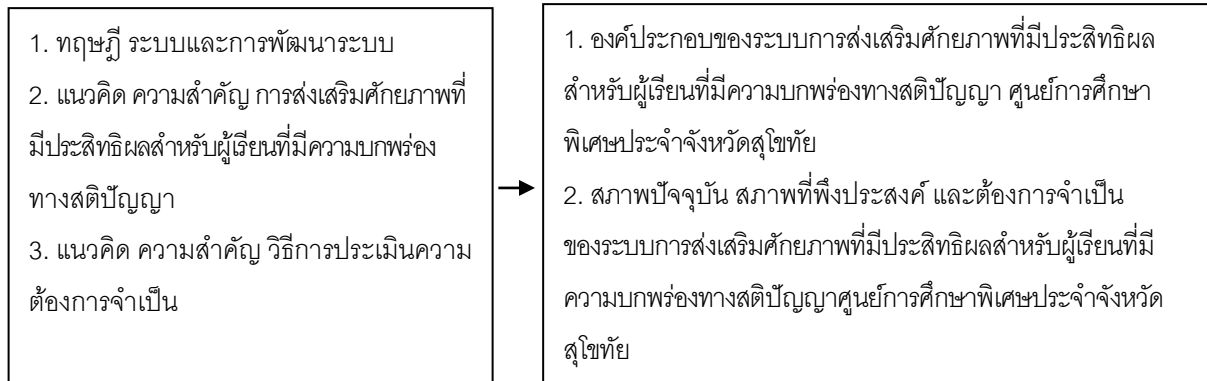 1. ทฤษฎี ระบบและการพัฒนาระบบ
2. แนวคิด ความสำคัญ การส่งเสริมศักยภาพที่
มีประสิทธิผลสำหรับผู้เรียนที่มีความบกพร่อง
ทางสติปัญญา
3. แนวคิด ความสำคัญ วิธีการประเมินความ
ต้องการจำเป็น
1. องค์ประกอบของระบบการส่งเสริมศักยภาพที่มีประสิทธิผล
สำหรับผู้เรียนที่มีความบกพร่องทางสติปัญญา ศูนย์การศึกษา
พิเศษประจำจังหวัดสุโขทัย
2. สภาพปัจจุบัน สภาพที่พึงประสงค์ และต้องการจำเป็น
ของระบบการส่งเสริมศักยภาพที่มีประสิทธิผลสำหรับผู้เรียนที่มี
ความบกพร่องทางสติปัญญาศูนย์การศึกษาพิเศษประจำจังหวัด
สุโขทัย